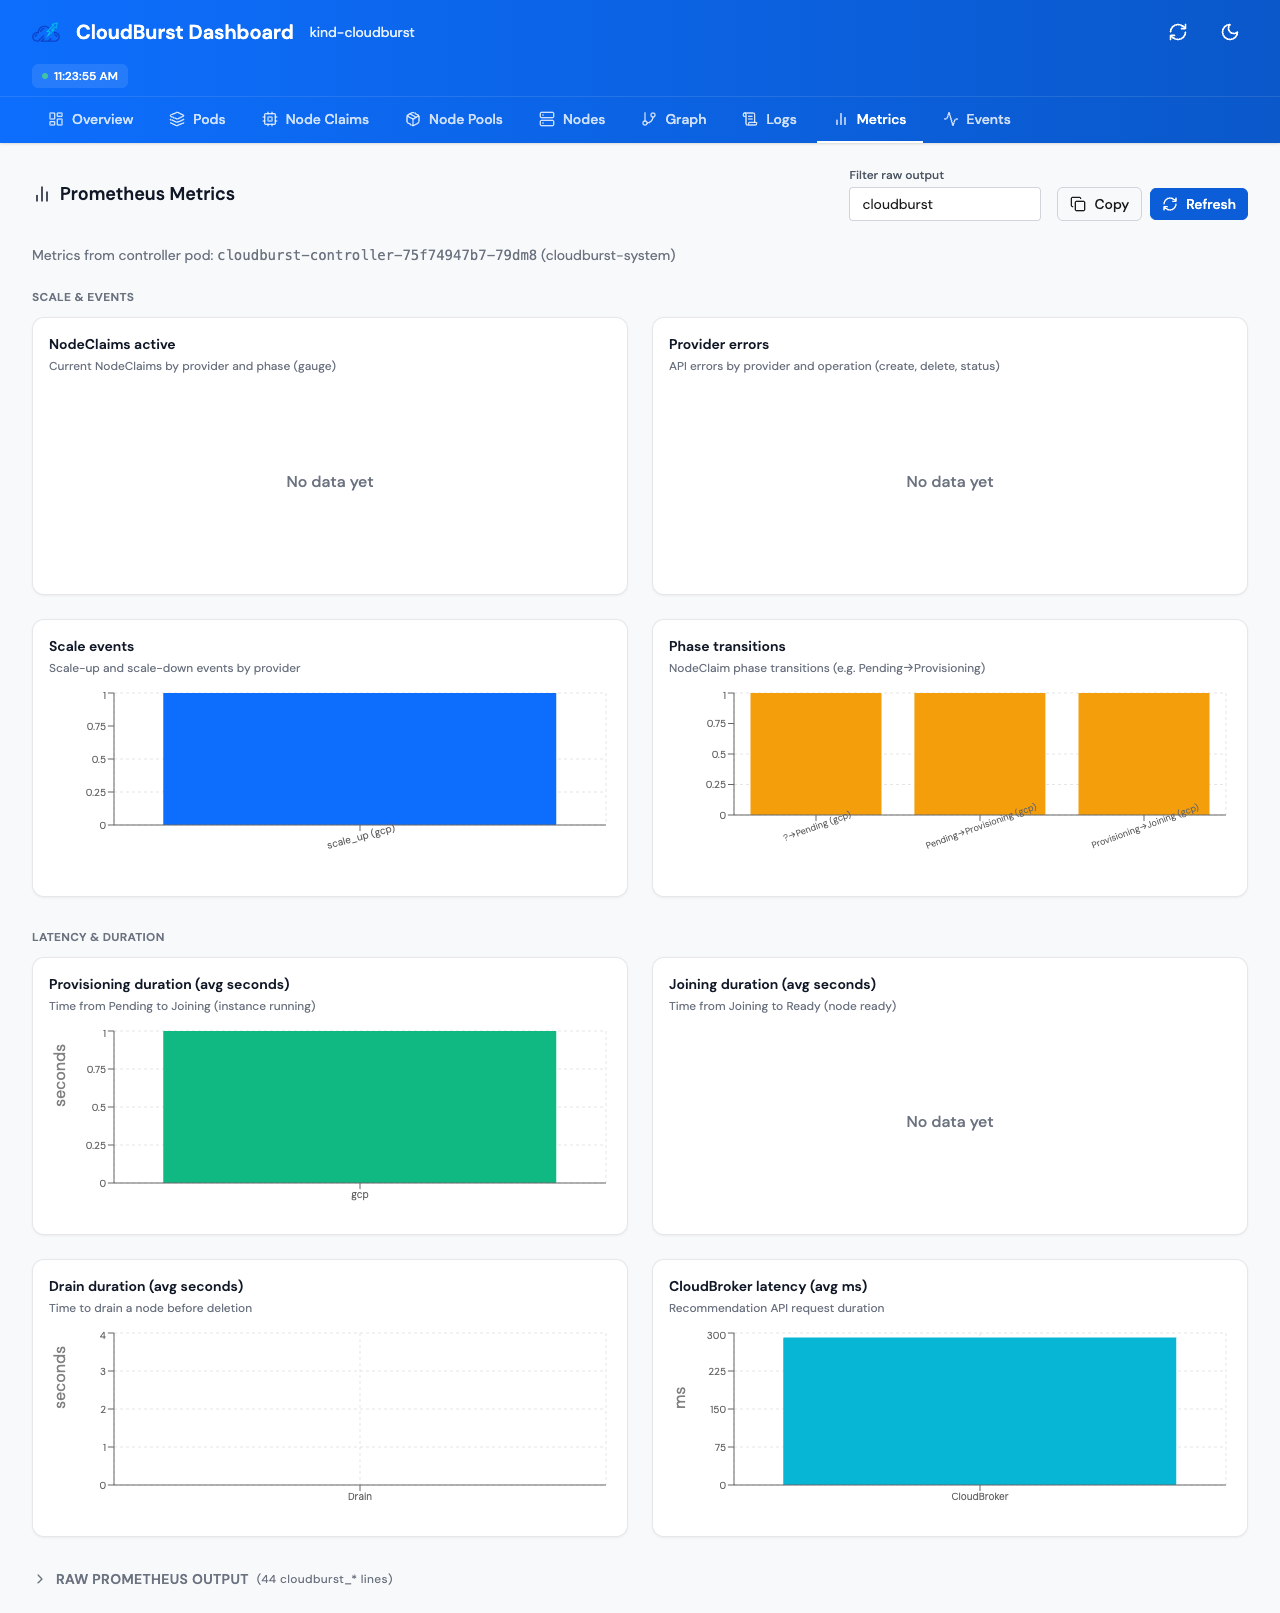 CloudBurst Dashboard kind-cloudburst
11:23:55 AM
Overview Pods Node Claims Node Pools Nodes Graph Logs Metrics Events
Prometheus Metrics
Filter raw output
cloudburst Copy Refresh
Metrics from controller pod: cloudburst-controller-75f74947b7-79dm8 (cloudburst-system)
SCALE & EVENTS
NodeClaims active
Current NodeClaims by provider and phase (gauge)
No data yet
Provider errors
API errors by provider and operation (create, delete, status)
No data yet
Scale events
Scale-up and scale-down events by provider
1
0.75
0.5
0.25
0
scale_up (gcp)
Phase transitions
NodeClaim phase transitions (e.g. Pending→Provisioning)
1
0.75
0.5
0.25
0
?→Pending (gcp)
Pending→Provisioning (gcp)
Provisioning→Joining (gcp)
LATENCY & DURATION
Provisioning duration (avg seconds)
Time from Pending to Joining (instance running)
seconds
1
0.75
0.5
0.25
0
gcp
Joining duration (avg seconds)
Time from Joining to Ready (node ready)
No data yet
Drain duration (avg seconds)
Time to drain a node before deletion
seconds
4
3
2
1
0
Drain
CloudBroker latency (avg ms)
Recommendation API request duration
ms
300
225
150
75
0
CloudBroker
RAW PROMETHEUS OUTPUT (44 cloudburst_* lines)